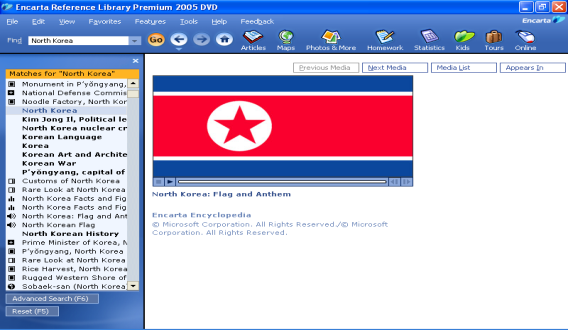 Encarta Reference Library Premium 2005 DVD
File Edit View Favorites Features Tools Help Feedback
Encarta
Find North Korea Go
Articles Maps Photos & More Homework Statistics Kids Tours Online
Previous Media Next Media Media List Appears In
Matches for "North Korea"
Monument in P'yŏngyang,
National Defense Commis
Noodle Factory, North Kor
North Korea
Kim Jong Il, Political le
North Korea nuclear cr
Korean Language
Korea
Korean Art and Archite
Korean War
P'yŏngyang, capital of
Customs of North Korea
Rare Look at North Korea
North Korea Facts and Fig
North Korea Facts and Fig
North Korea: Flag and Ant
North Korean Flag
North Korean History
Prime Minister of Korea, N
P'yŏngyang, North Korea
Rare Look at North Korea
Rice Harvest, North Korea
Rugged Western Shore of
Sobaek-san (North Korea)
Advanced Search (F6)
Reset (F5)
North Korea: Flag and Anthem
Encarta Encyclopedia
© Microsoft Corporation. All Rights Reserved./© Microsoft
Corporation. All Rights Reserved.